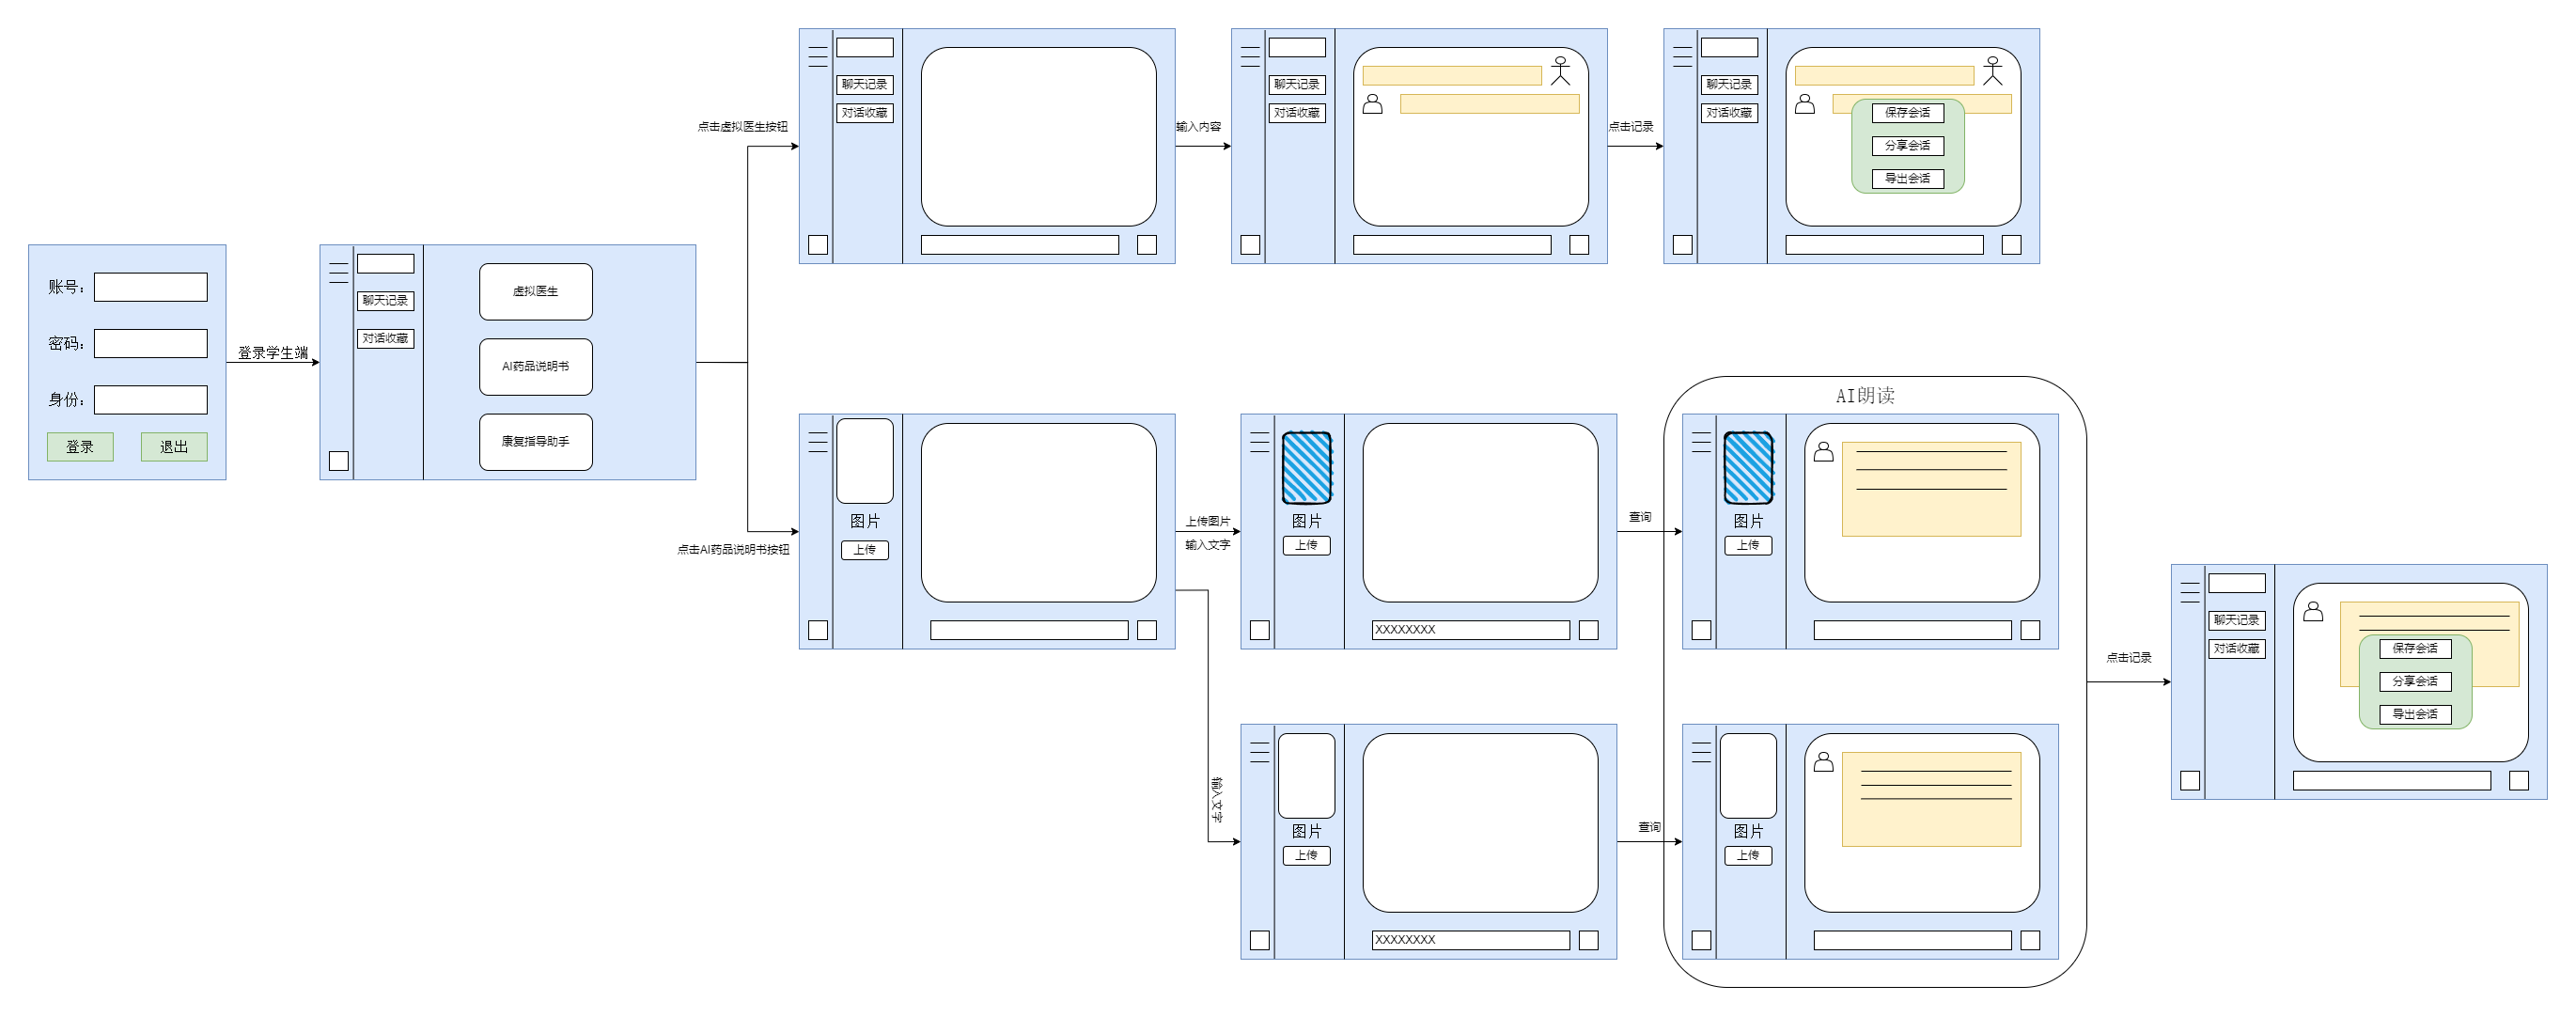 账号：
密码：
身份：
登录
退出
登录学生端
聊天记录
对话收藏
虚拟医生
AI药品说明书
康复指导助手
点击虚拟医生按钮
聊天记录
对话收藏
输入内容
聊天记录
对话收藏
点击记录
聊天记录
对话收藏
保存会话
分享会话
导出会话
点击AI药品说明书按钮
图片
上传
上传图片
输入文字
图片
上传
XXXXXXXX
查询
AI朗读
图片
上传
输入文字
图片
上传
XXXXXXXX
查询
图片
上传
点击记录
聊天记录
对话收藏
保存会话
分享会话
导出会话